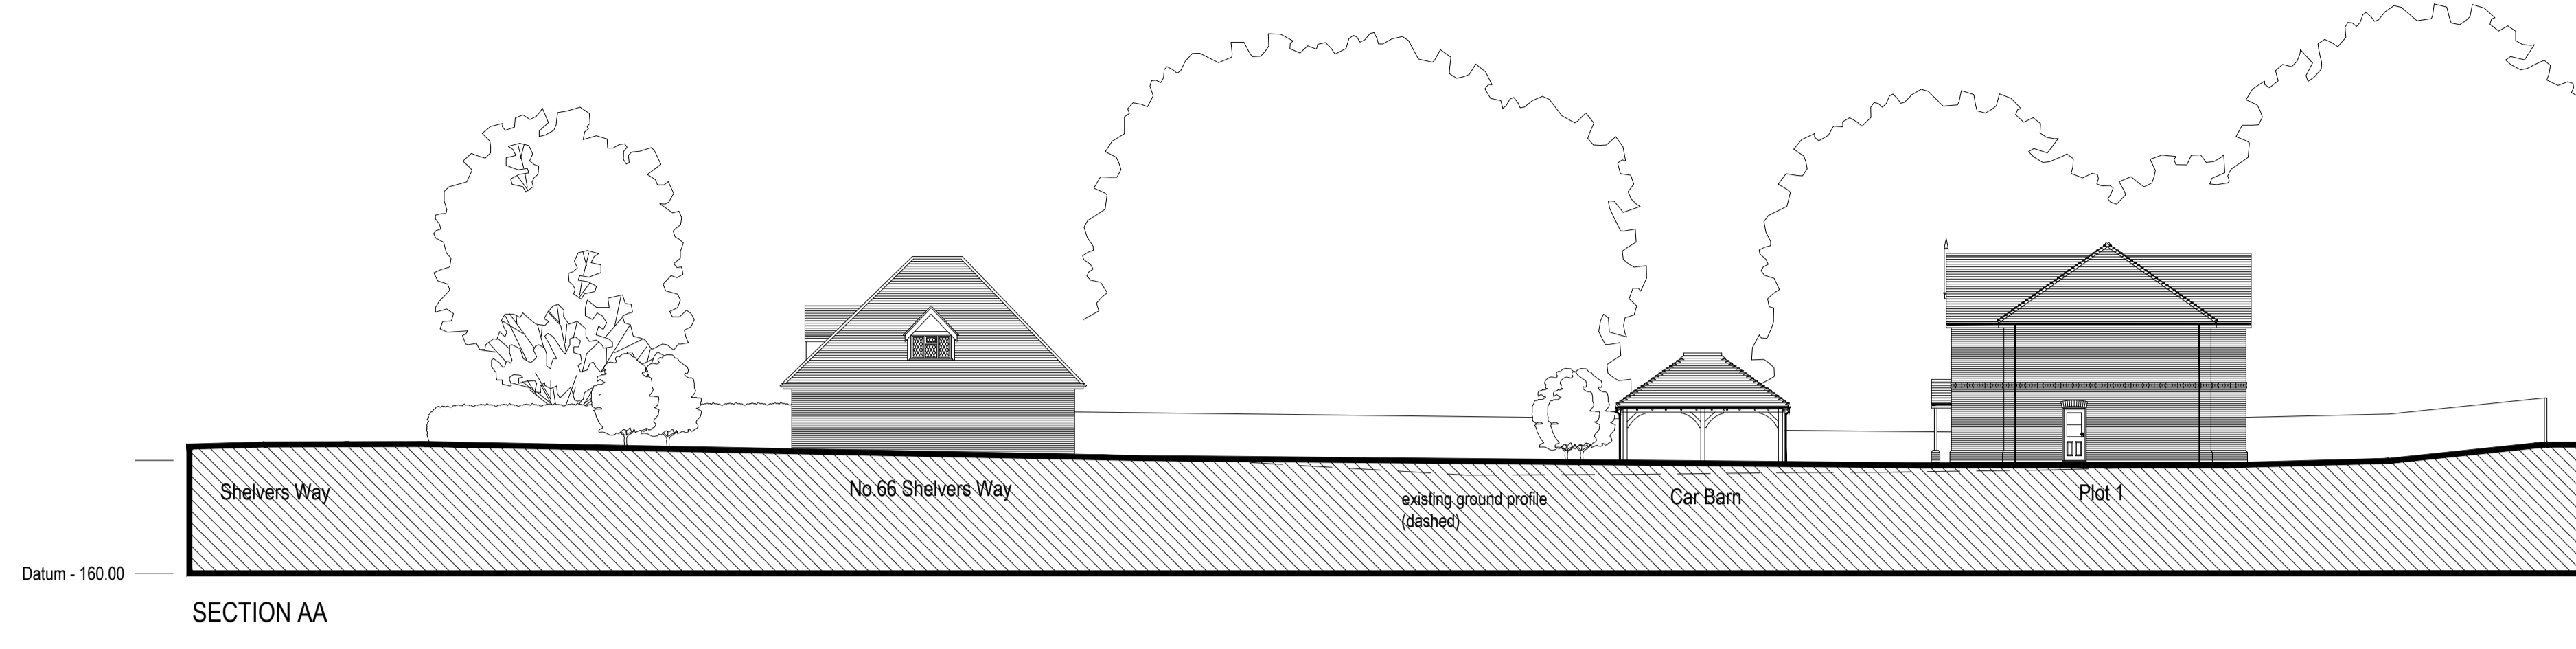 Shelvers Way
No.66 Shelvers Way
existing ground profile
(dashed)
Car Barn
Plot 1
Datum - 160.00
SECTION AA